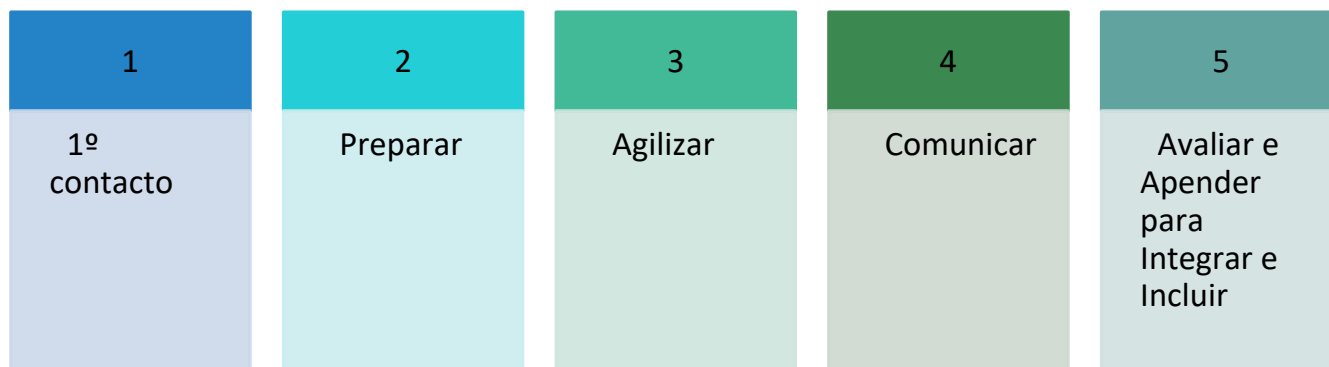 1
1º
contacto
2
Preparar
3
Agilizar
4
Comunicar
5
Avaliar e
Apender
para
Integrar e
Incluir